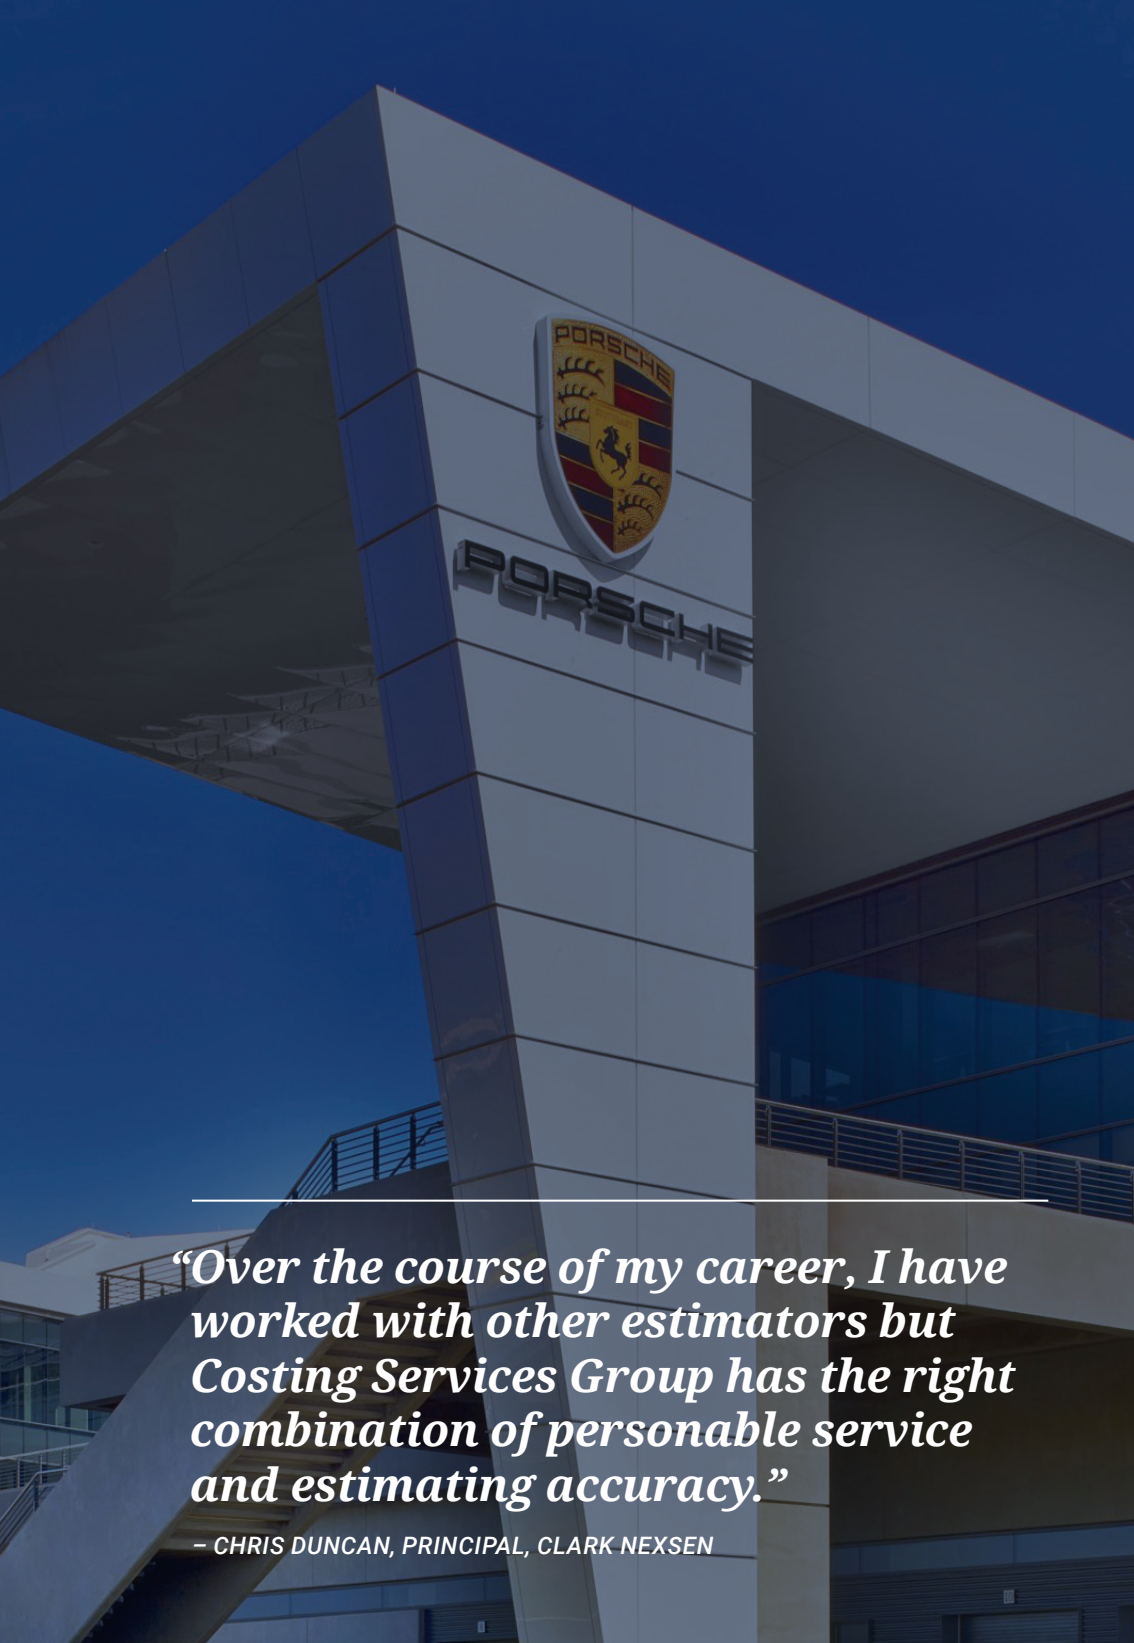 PORSCHE
PORSCHE
“Over the course of my career, I have
worked with other estimators but
Costing Services Group has the right
combination of personable service
and estimating accuracy.”
– CHRIS DUNCAN, PRINCIPAL, CLARK NEXSEN